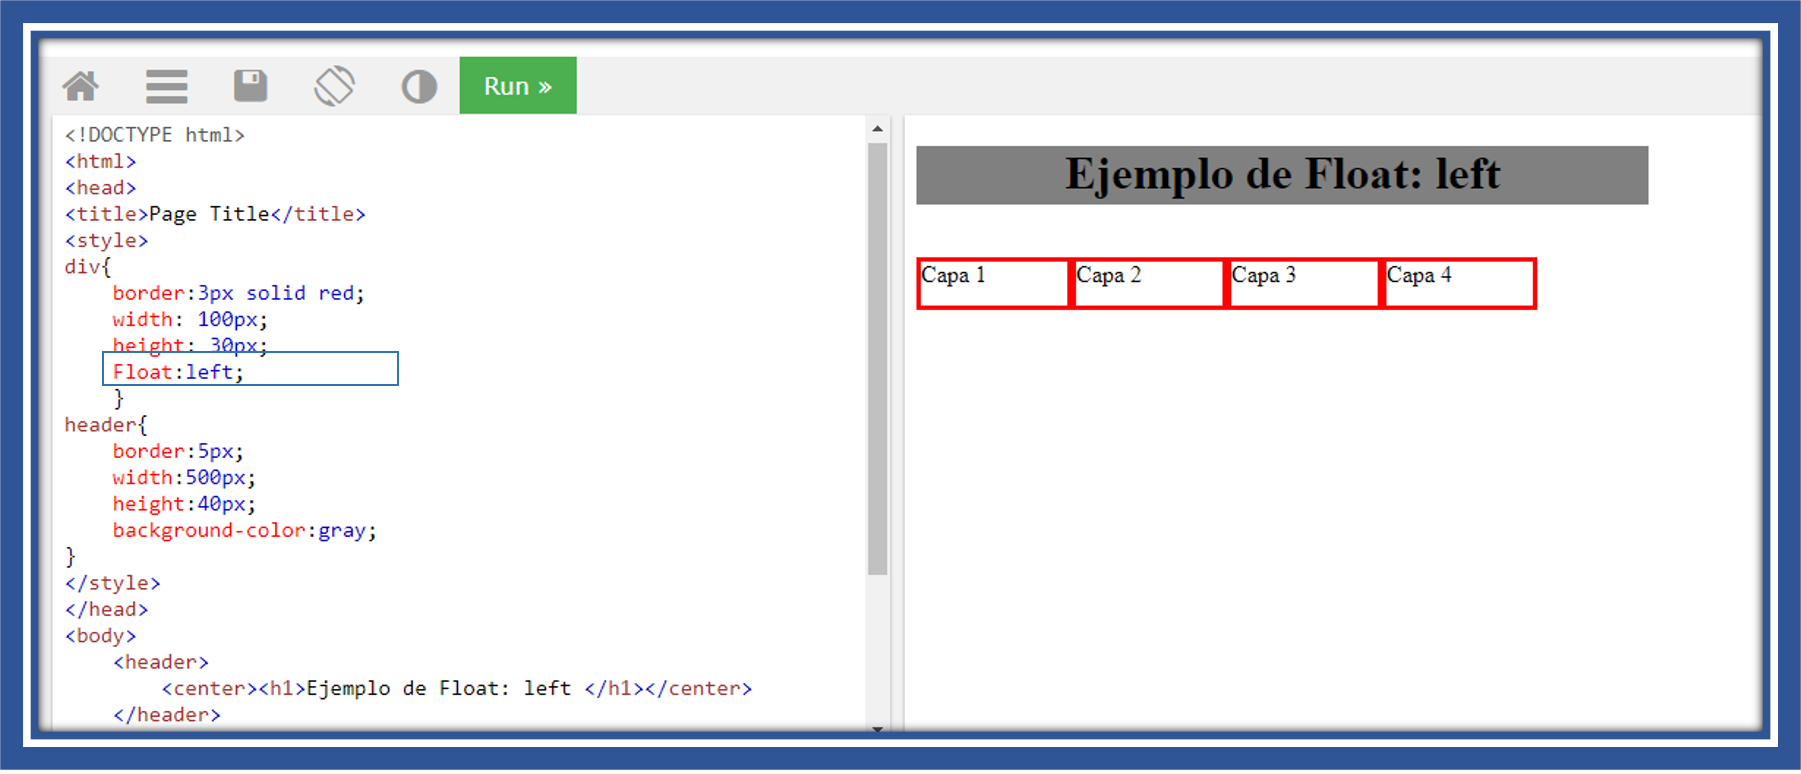 Run »
<!DOCTYPE html>
<html>
<head>
<title>Page Title</title>
<style>
div{
    border:3px solid red;
    width: 100px;
    height: 30px;
    Float:left;
    }
header{
    border:5px;
    width:500px;
    height:40px;
    background-color:gray;
}
</style>
</head>
<body>
    <header>
        <center><h1>Ejemplo de Float: left </h1></center>
    </header>
Ejemplo de Float: left
Capa 1 Capa 2 Capa 3 Capa 4